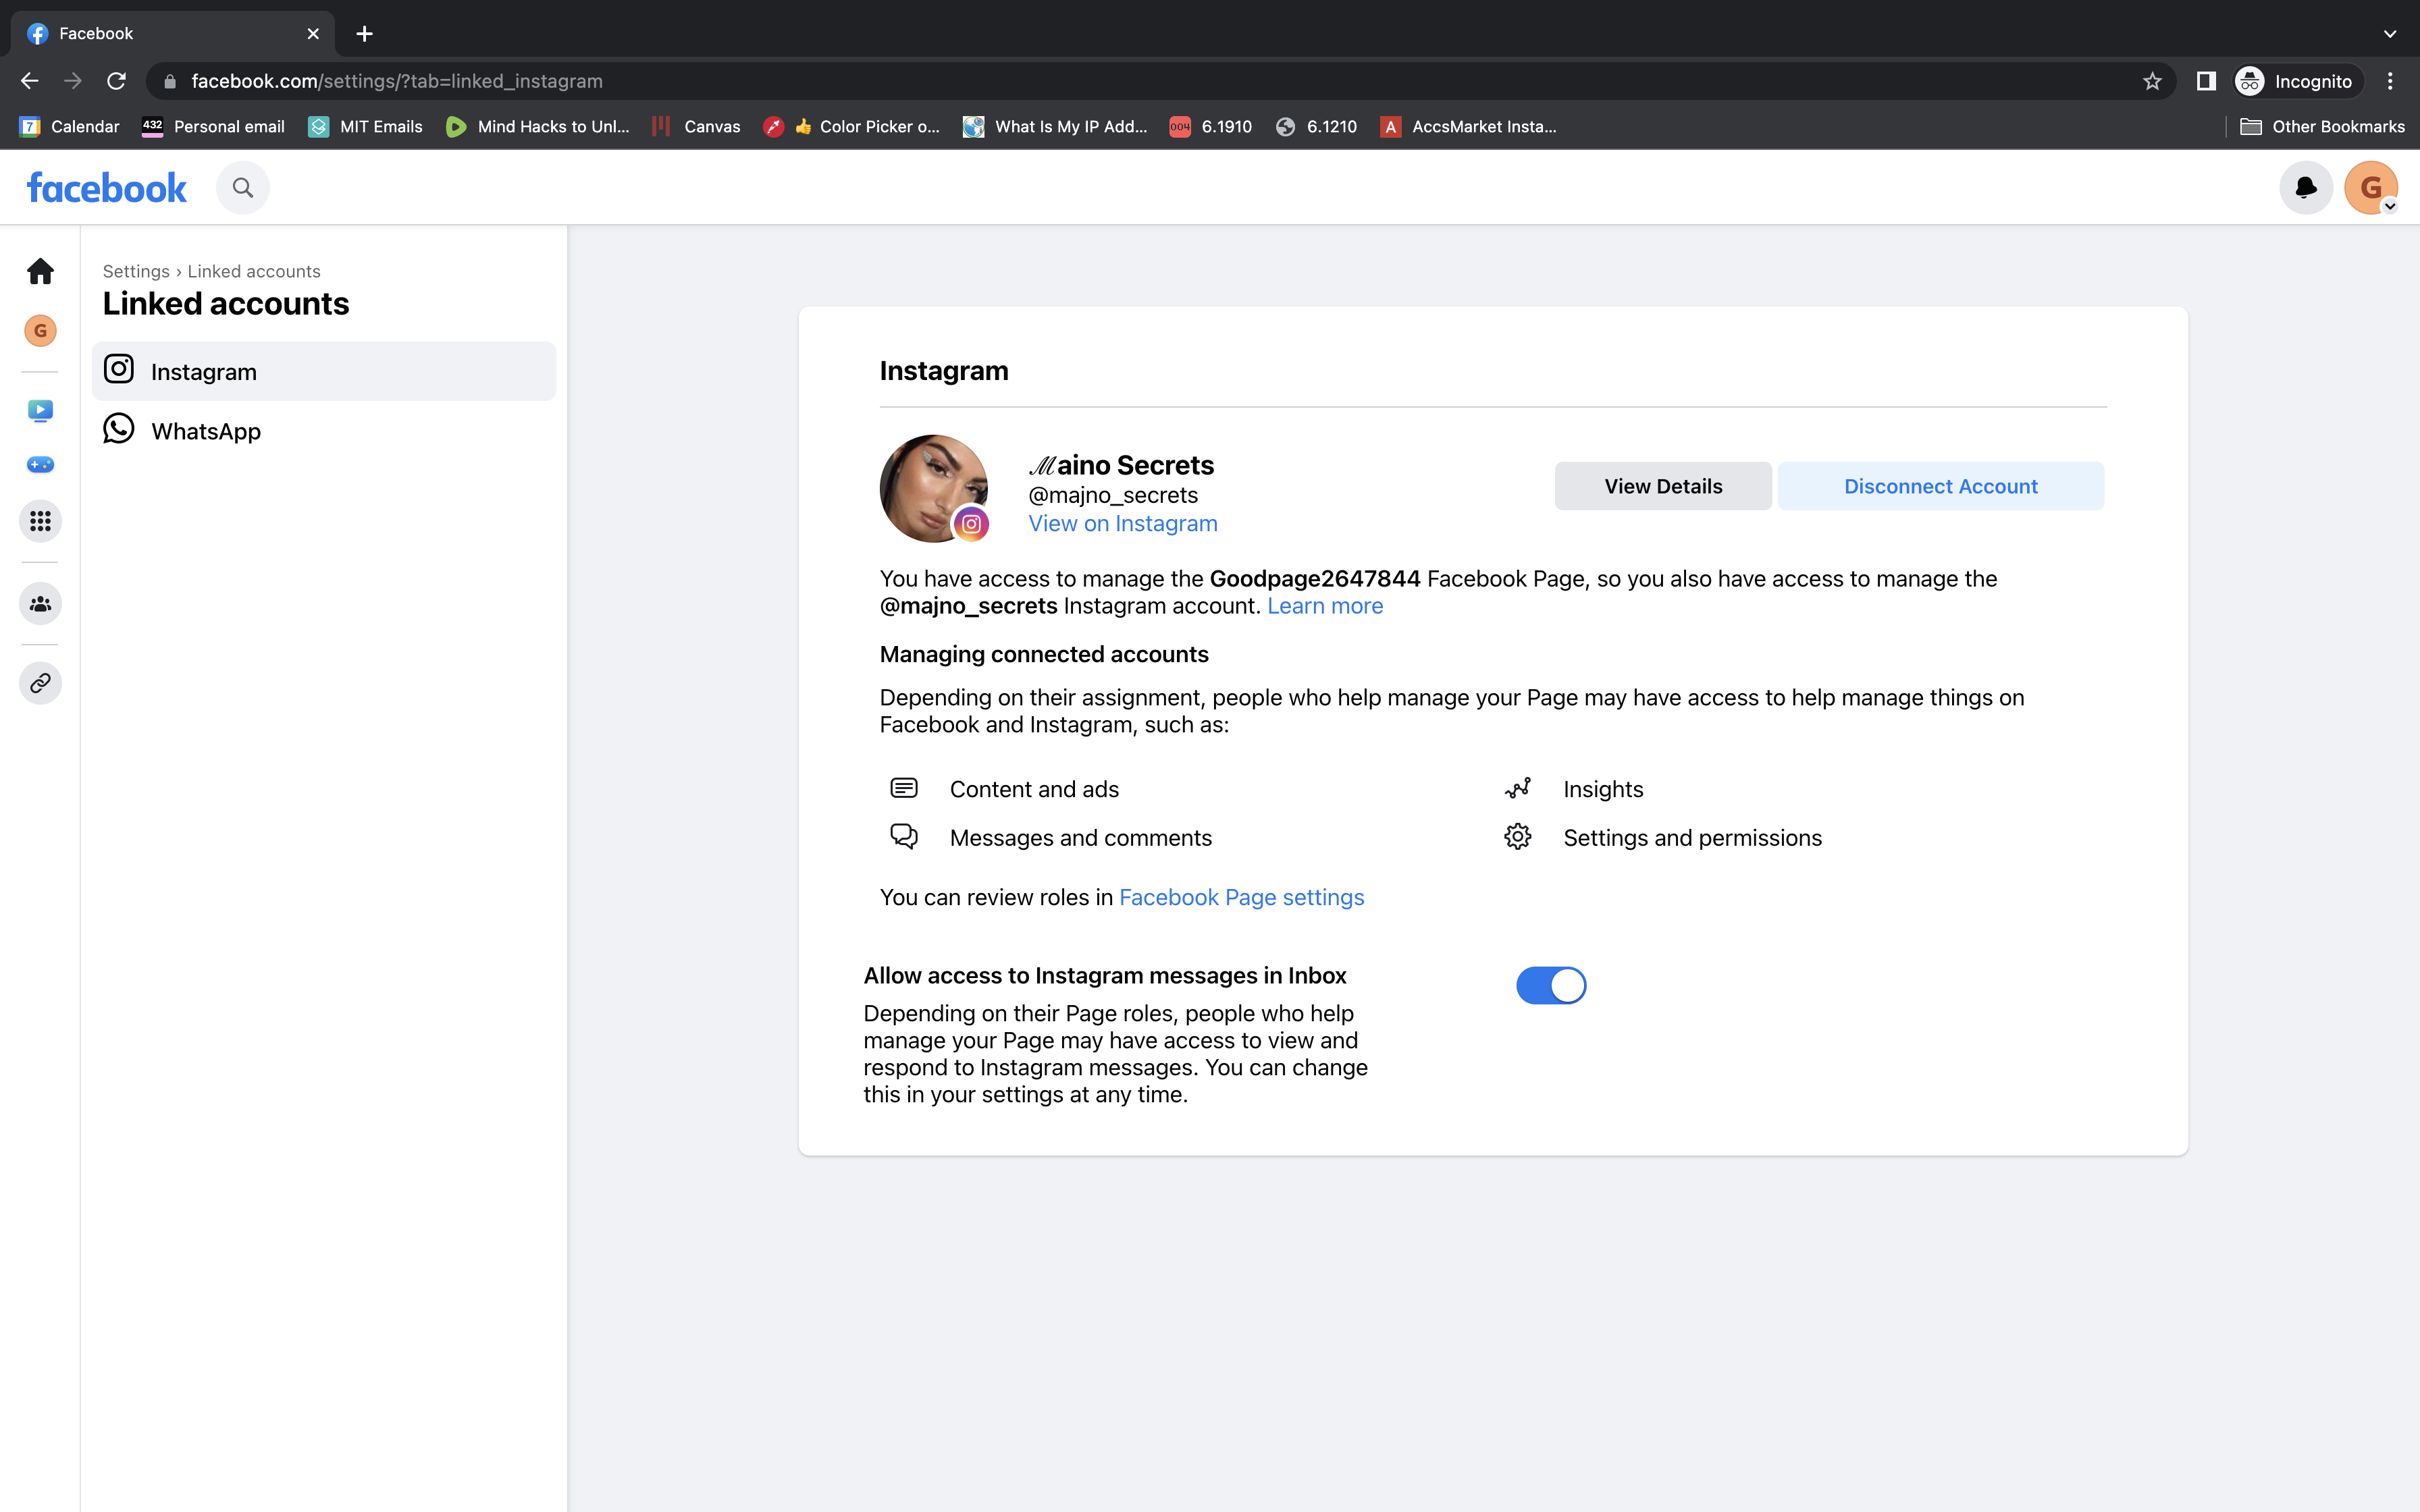 Facebook
facebook.com/settings/?tab=linked_instagram
Incognito
7 Calendar
432 Personal email
MIT Emails
Mind Hacks to Unl...
Canvas
👍 Color Picker o...
What Is My IP Add...
004 6.1910
6.1210
A AccsMarket Insta...
Other Bookmarks
facebook
G
Settings › Linked accounts
Linked accounts
G
Instagram
WhatsApp
Instagram
ℳaino Secrets
@majno_secrets
View on Instagram
View Details
Disconnect Account
You have access to manage the Goodpage2647844 Facebook Page, so you also have access to manage the
@majno_secrets Instagram account. Learn more
Managing connected accounts
Depending on their assignment, people who help manage your Page may have access to help manage things on
Facebook and Instagram, such as:
Content and ads
Insights
Messages and comments
Settings and permissions
You can review roles in Facebook Page settings
Allow access to Instagram messages in Inbox
Depending on their Page roles, people who help
manage your Page may have access to view and
respond to Instagram messages. You can change
this in your settings at any time.